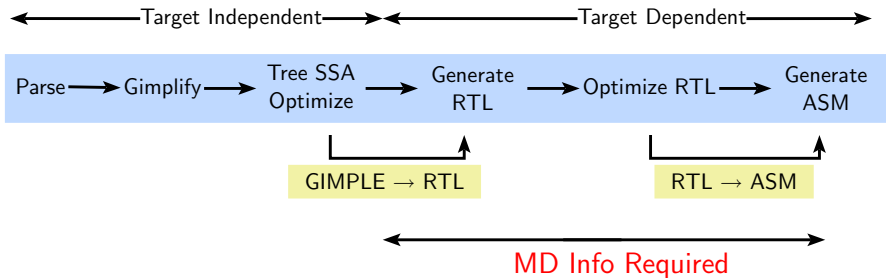 Target Independent Target Dependent
Parse Gimplify Tree SSA Optimize Generate RTL Optimize RTL Generate ASM
GIMPLE → RTL RTL → ASM
MD Info Required